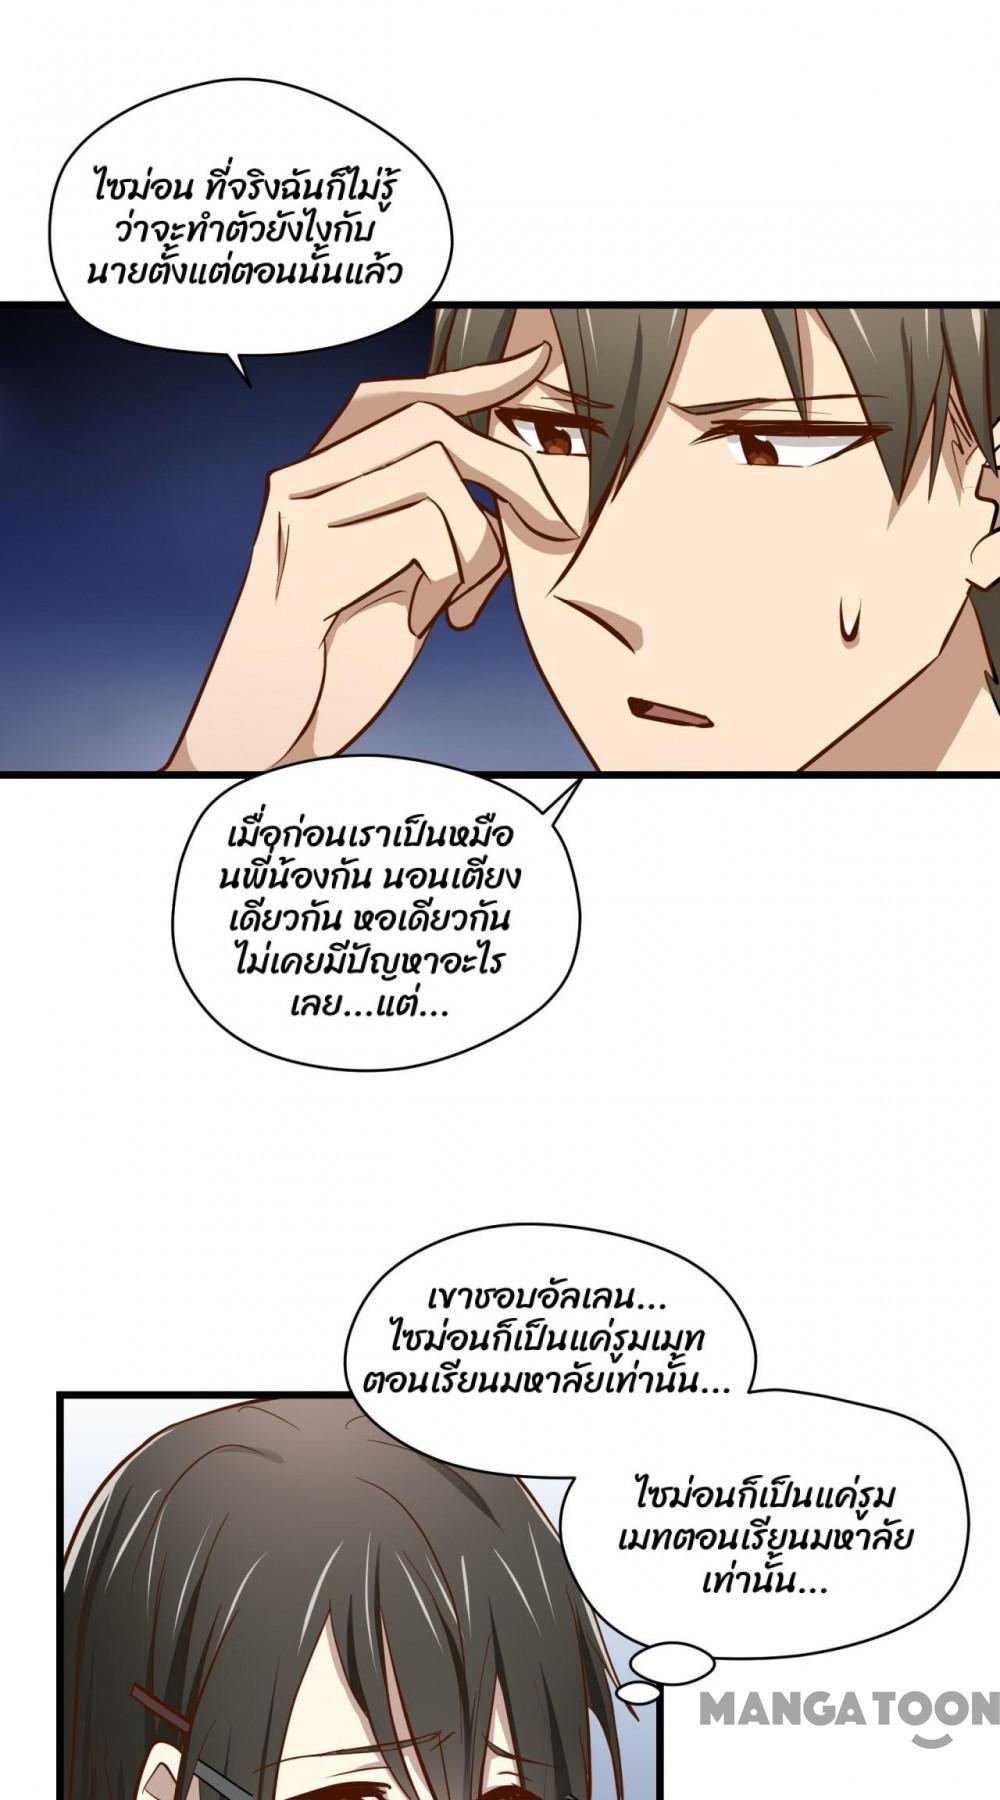 ไซม่อน ที่จริงฉันก็ไม่รู้
ว่าจะทำตัวยังไงกับ
นายตั้งแต่ตอนนั้นแล้ว
เมื่อก่อนเราเป็นหมือ
นพี่น้องกัน นอนเตียง
เดียวกัน หอเดียวกัน
ไม่เคยมีปัญหาอะไร
เลย...แต่...
เขาชอบอัลเลน...
ไซม่อนก็เป็นแค่รูมเมท
ตอนเรียนมหาลัยเท่านั้น...
ไซม่อนก็เป็นแค่รูม
เมทตอนเรียนมหาลัย
เท่านั้น...
MANGATOON